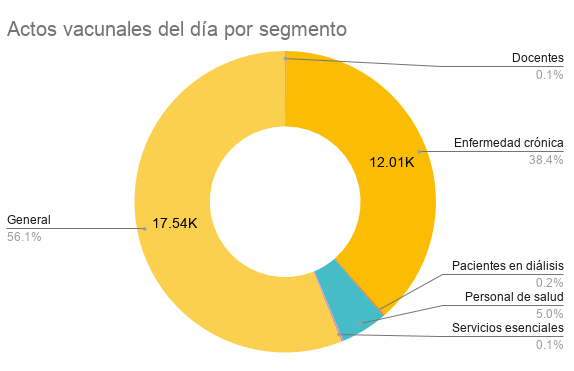 Actos vacunales del día por segmento
Docentes
0.1%
Enfermedad crónica
38.4%
12.01K
General
56.1%
17.54K
Pacientes en diálisis
0.2%
Personal de salud
5.0%
Servicios esenciales
0.1%